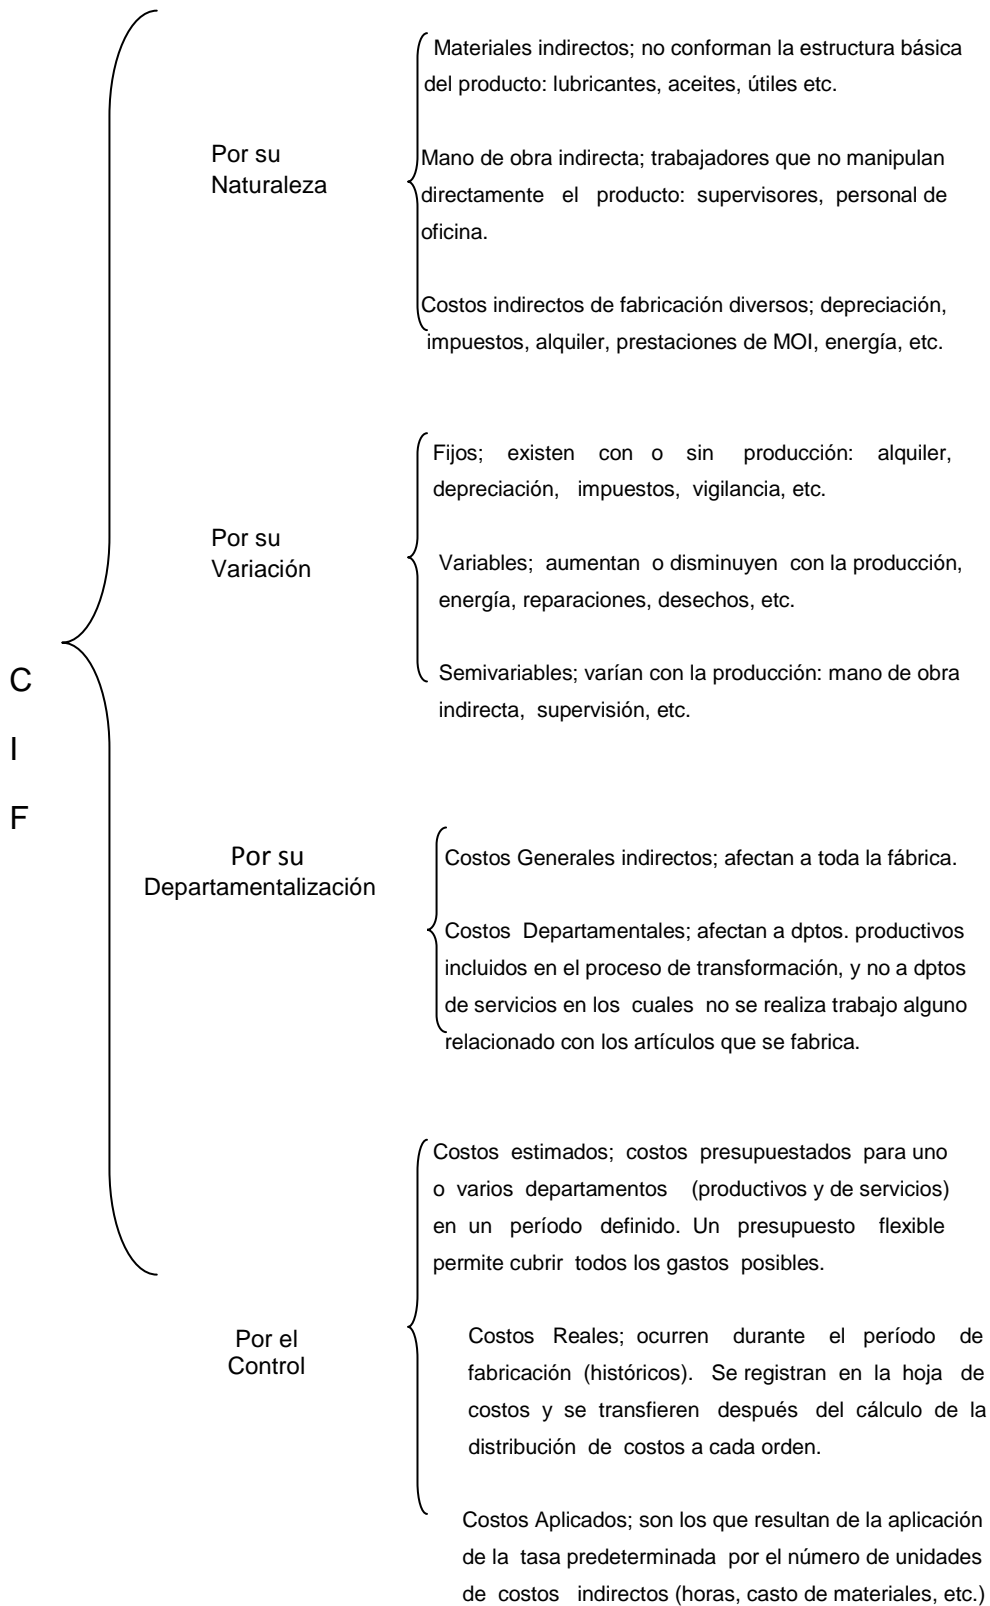 C
I
F
Por su
Naturaleza
Materiales indirectos; no conforman la estructura básica
del producto: lubricantes, aceites, útiles etc.
Mano de obra indirecta; trabajadores que no manipulan
directamente el producto: supervisores, personal de
oficina.
Costos indirectos de fabricación diversos; depreciación,
impuestos, alquiler, prestaciones de MOI, energía, etc.
Por su
Variación
Fijos; existen con o sin producción: alquiler,
depreciación, impuestos, vigilancia, etc.
Variables; aumentan o disminuyen con la producción,
energía, reparaciones, desechos, etc.
Semivariables; varían con la producción: mano de obra
indirecta, supervisión, etc.
Por su
Departamentalización
Costos Generales indirectos; afectan a toda la fábrica.
Costos Departamentales; afectan a dptos. productivos
incluidos en el proceso de transformación, y no a dptos
de servicios en los cuales no se realiza trabajo alguno
relacionado con los artículos que se fabrica.
Por el
Control
Costos estimados; costos presupuestados para uno
o varios departamentos (productivos y de servicios)
en un período definido. Un presupuesto flexible
permite cubrir todos los gastos posibles.
Costos Reales; ocurren durante el período de
fabricación (históricos). Se registran en la hoja de
costos y se transfieren después del cálculo de la
distribución de costos a cada orden.
Costos Aplicados; son los que resultan de la aplicación
de la tasa predeterminada por el número de unidades
de costos indirectos (horas, casto de materiales, etc.)